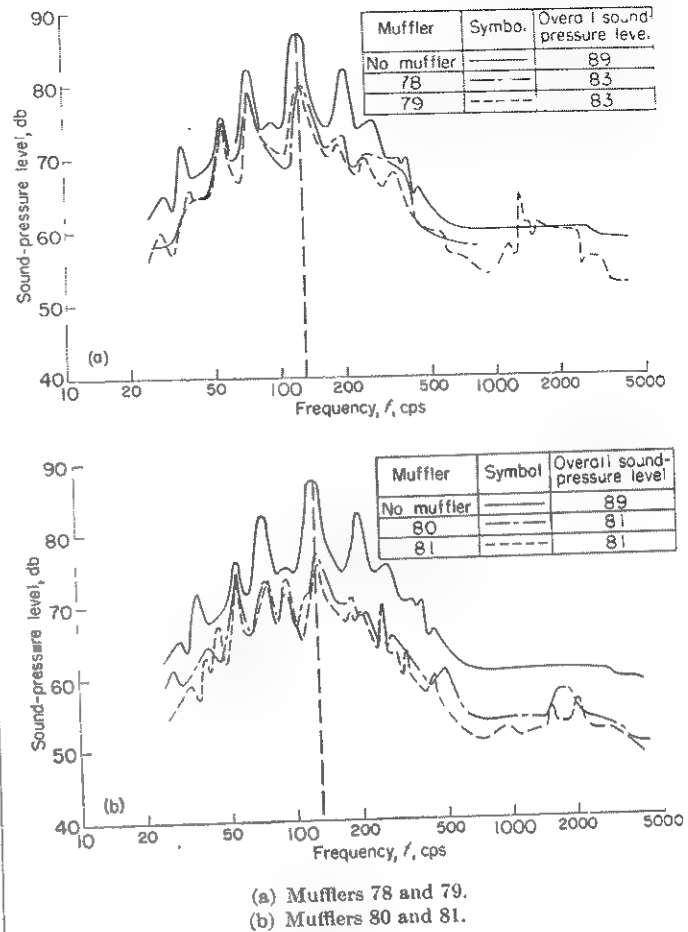 Muffler Symbo. Overal l sound-pressure leve.
No muffler 89
78 83
79 83
90
80
70
60
50
40
Sound-pressure level, db
(a)
10 20 50 100 200 500 1000 2000 5000
Frequency, f, cps
Muffler Symbol Overall sound-pressure level
No muffler 89
80 81
81 81
90
80
70
60
50
40
Sound-pressure level, db
(b)
10 20 50 100 200 500 1000 2000 5000
Frequency, f, cps
(a) Mufflers 78 and 79.
(b) Mufflers 80 and 81.